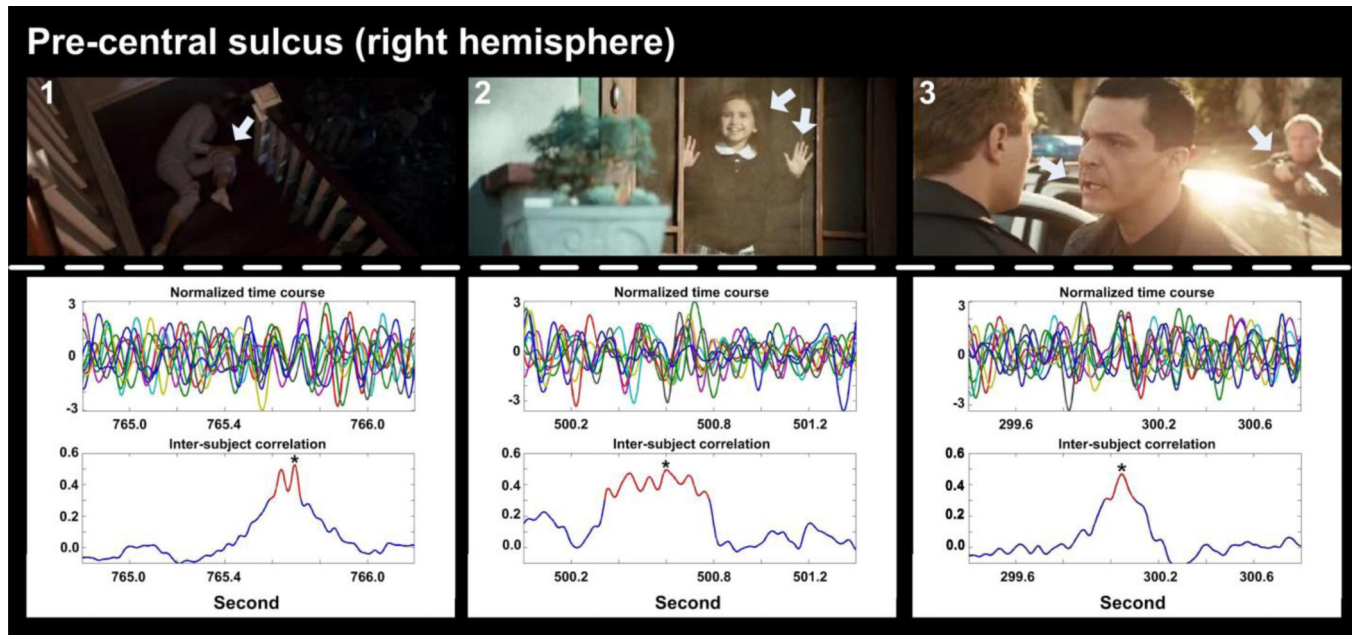 Pre-central sulcus (right hemisphere)
1
2
3
Normalized time course
3
0
-3
765.0 765.4 766.0
Inter-subject correlation
*
0.6
0.4
0.2
0.0
765.0 765.4 766.0
Second
Normalized time course
3
0
-3
500.2 500.8 501.2
Inter-subject correlation
*
0.6
0.4
0.2
0.0
500.2 500.8 501.2
Second
Normalized time course
3
0
-3
299.6 300.2 300.6
Inter-subject correlation
*
0.6
0.4
0.2
0.0
299.6 300.2 300.6
Second